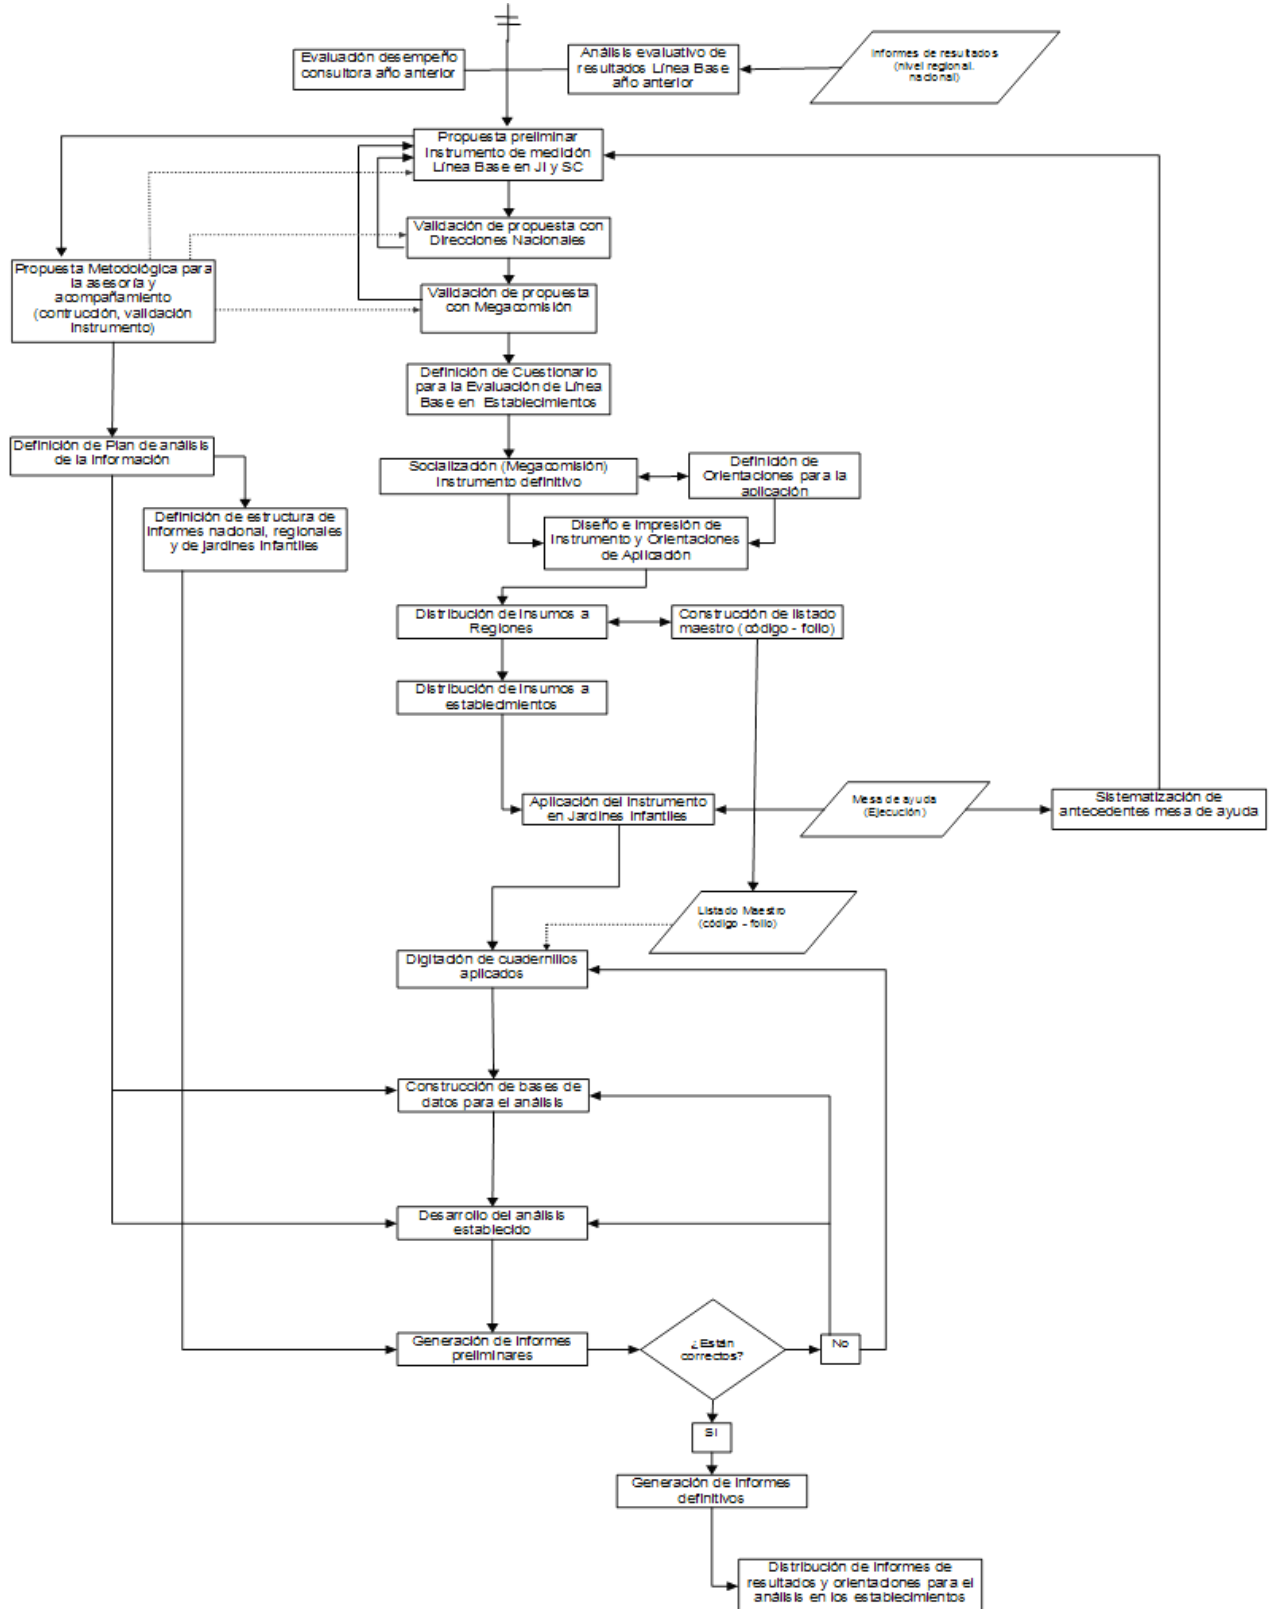 Evaluación desempeño
consultora año anterior
Análisis evaluativo de
resultados Línea Base
año anterior
Informes de resultados
(nivel regional.
nacional)
Propuesta preliminar
Instrumento de medición
Línea Base en JI y SC
Validación de propuesta con
Direcciones Nacionales
Propuesta Metodológica para
la asesoría y
acompañamiento
(contrucción, validación
Instrumento)
Validación de propuesta
con Megacomisión
Definición de Cuestionario
para la Evaluación de Línea
Base en Establecimientos
Definición de Plan de análisis
de la Información
Socialización (Megacomisión)
Instrumento definitivo
Definición de
Orientaciones para la
aplicación
Definición de estructura de
Informes nacional, regionales
y de Jardines Infantiles
Diseño e Impresión de
Instrumento y Orientaciones
de Aplicación
Distribución de Insumos a
Regiones
Construcción de listado
maestro (código - folio)
Distribución de Insumos a
establecimientos
Aplicación del Instrumento
en Jardines Infantiles
Mesa de ayuda
(Ejecución)
Sistematización de
antecedentes mesa de ayuda
Listado Maestro
(código - folio)
Digitación de cuadernillos
aplicados
Construcción de bases de
datos para el análisis
Desarrollo del análisis
establecido
Generación de Informes
preliminares
¿Están
correctos?
No
SI
Generación de Informes
definitivos
Distribución de Informes de
resultados y orientaciones para el
análisis en los establecimientos